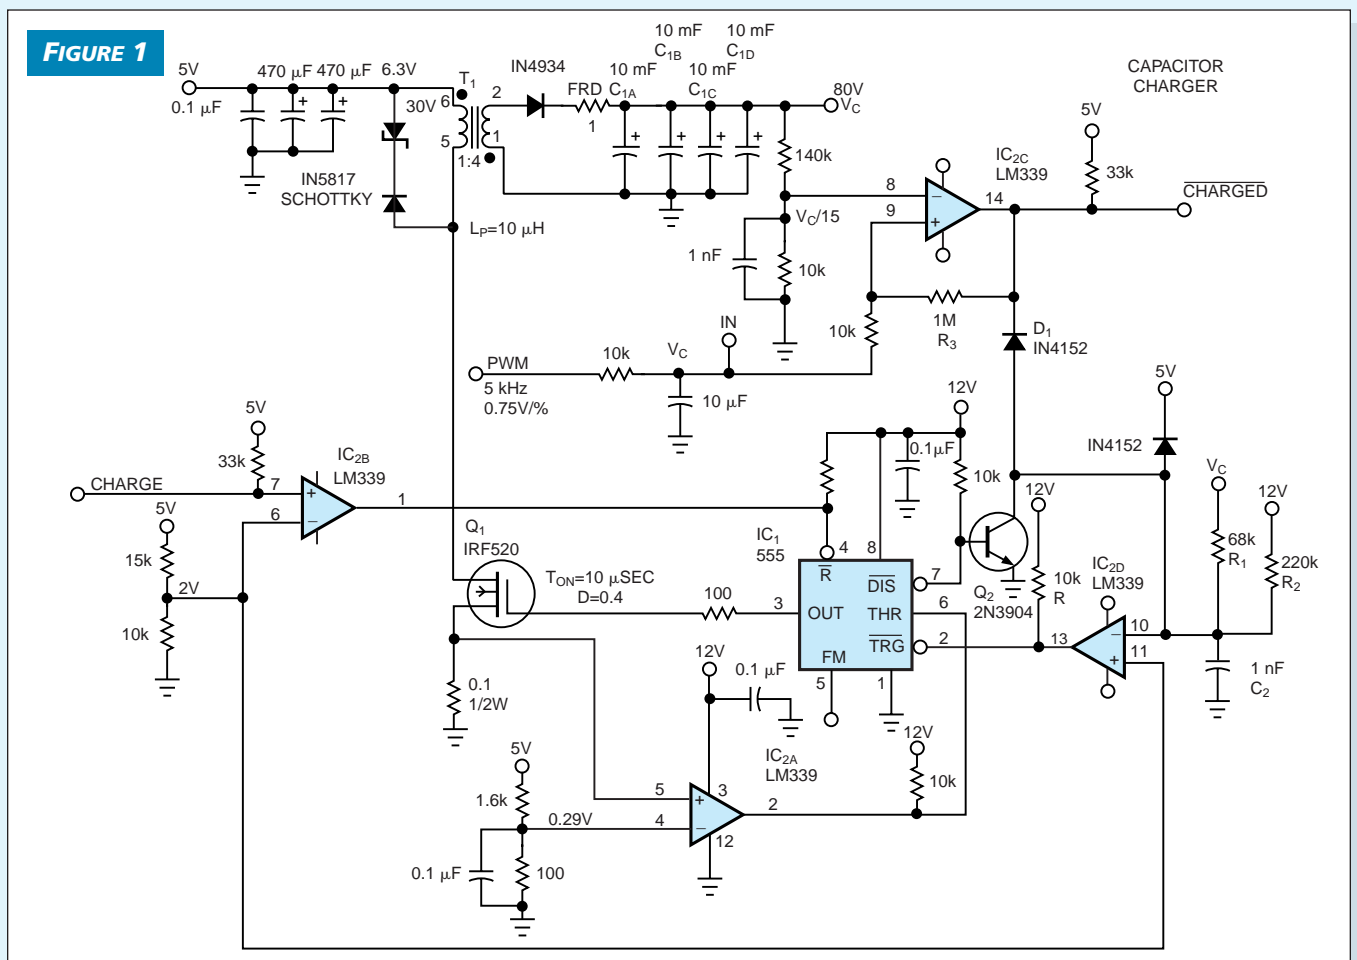 FIGURE 1
CAPACITOR
CHARGER
5V
0.1 μF
470 μF
470 μF
6.3V
30V
IN5817
SCHOTTKY
T1
6
5
2
1
1:4
LP=10 μH
IN4934
FRD
1
10 mF
C1A
10 mF
C1B
10 mF
C1C
10 mF
C1D
80V
VC
140k
VC/15
1 nF
10k
8
9
14
IC2C
LM339
5V
33k
CHARGED
1M
R3
10k
D1
IN4152
IN
VC
10k
PWM
5 kHz
0.75V/%
10 μF
5V
33k
CHARGE
7
6
1
IC2B
LM339
5V
15k
2V
10k
Q1
IRF520
TON=10 μSEC
D=0.4
100
0.1
1/2W
12V
0.1 μF
10k
IC1
555
R
4
8
DIS
7
OUT
3
THR
6
TRG
2
FM
5
1
Q2
2N3904
12V
10k
R
IC2D
LM339
13
10
11
5V
IN4152
VC
68k
R1
12V
220k
R2
1 nF
C2
12V
0.1 μF
IC2A
LM339
5
4
3
12
2
12V
10k
5V
1.6k
0.29V
0.1 μF
100